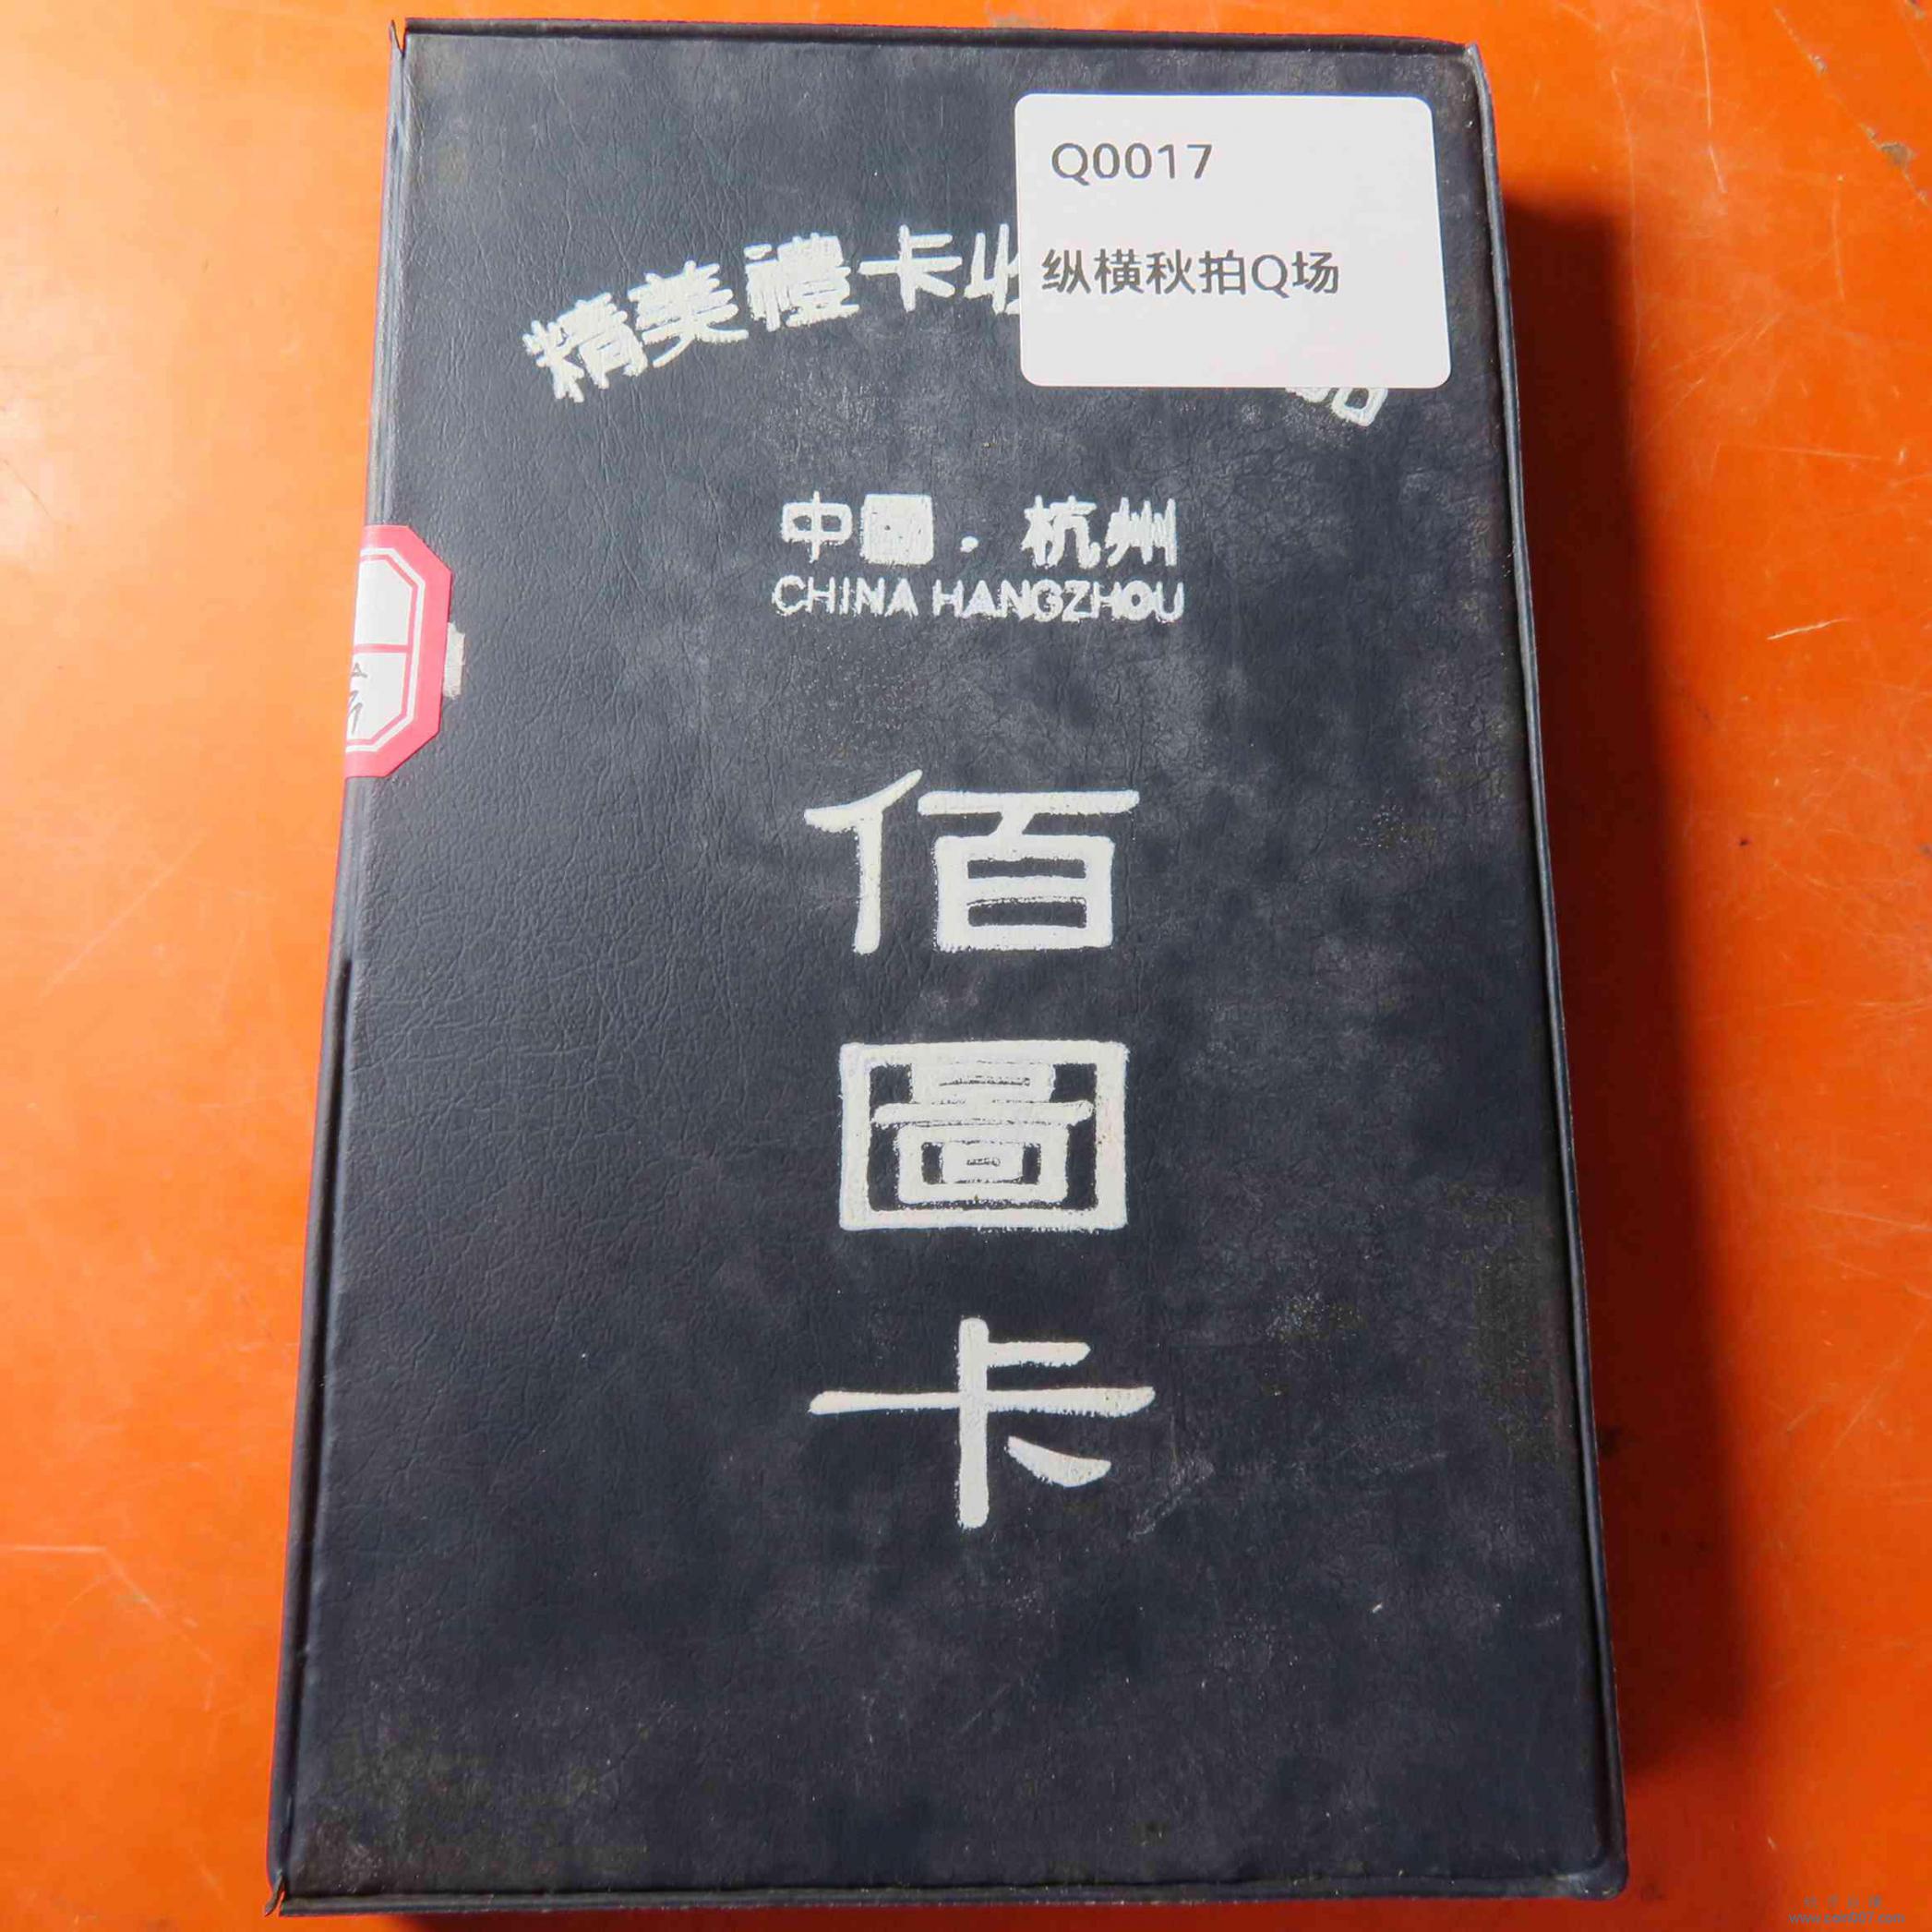 Q0017
纵横秋拍Q场
精美禮卡收
中國·杭州
CHINA HANGZHOU
佰
圖
卡